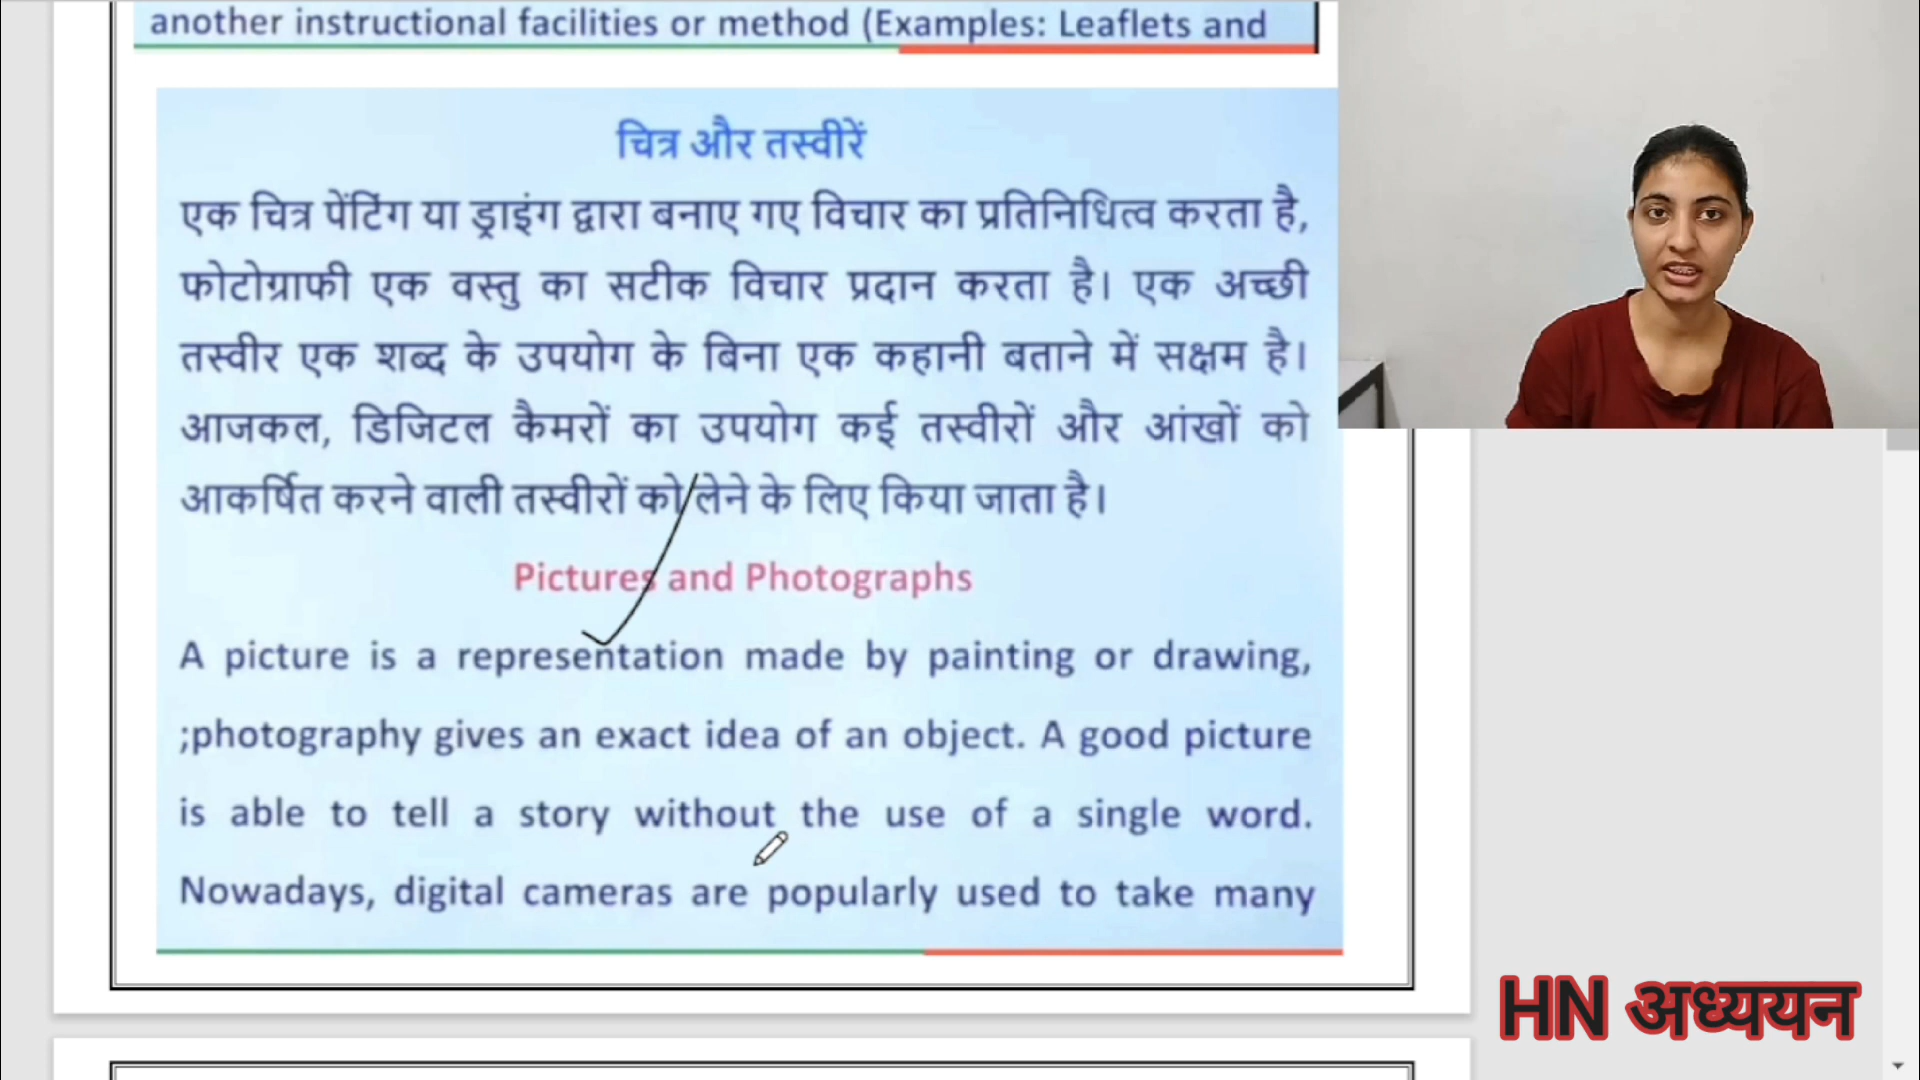 another instructional facilities or method (Examples: Leaflets and
चित्र और तस्वीरें
एक चित्र पेंटिंग या ड्राइंग द्वारा बनाए गए विचार का प्रतिनिधित्व करता है,
फोटोग्राफी एक वस्तु का सटीक विचार प्रदान करता है। एक अच्छी
तस्वीर एक शब्द के उपयोग के बिना एक कहानी बताने में सक्षम है।
आजकल, डिजिटल कैमरों का उपयोग कई तस्वीरों और आंखों को
आकर्षित करने वाली तस्वीरों को लेने के लिए किया जाता है।
Pictures and Photographs
A picture is a representation made by painting or drawing,
;photography gives an exact idea of an object. A good picture
is able to tell a story without the use of a single word.
Nowadays, digital cameras are popularly used to take many
HN अध्ययन